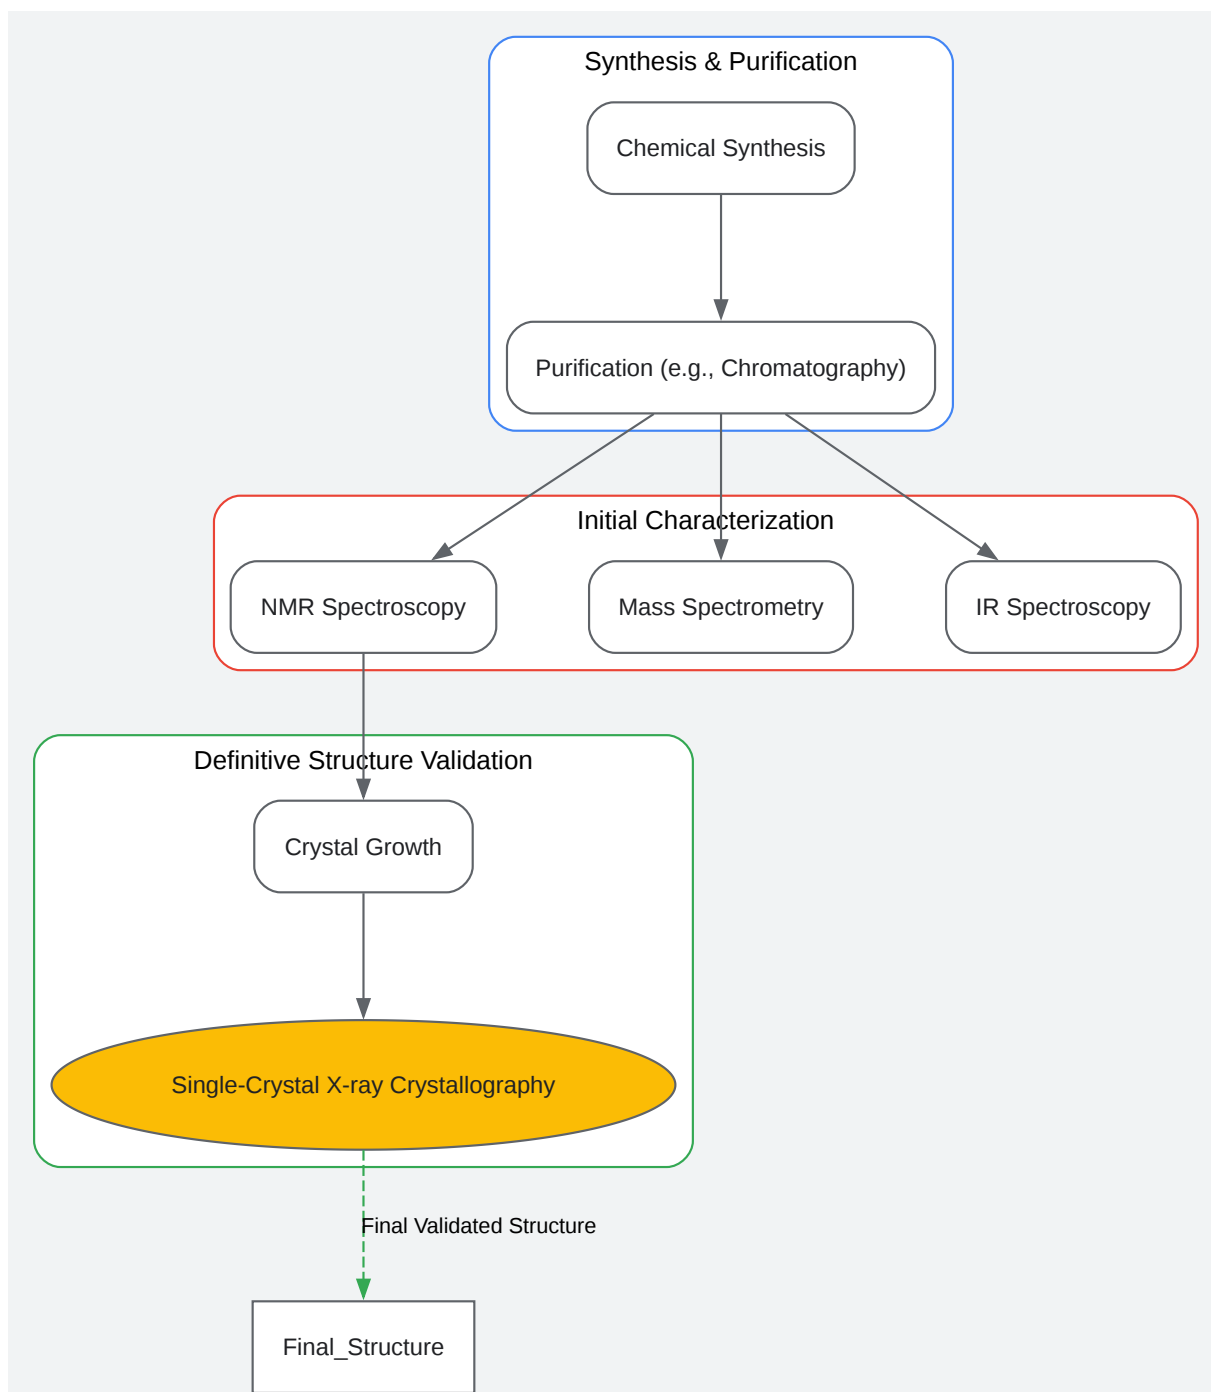 Synthesis & Purification
Chemical Synthesis
Purification (e.g., Chromatography)
Initial Characterization
NMR Spectroscopy
Mass Spectrometry
IR Spectroscopy
Definitive Structure Validation
Crystal Growth
Single-Crystal X-ray Crystallography
Final Validated Structure
Final_Structure